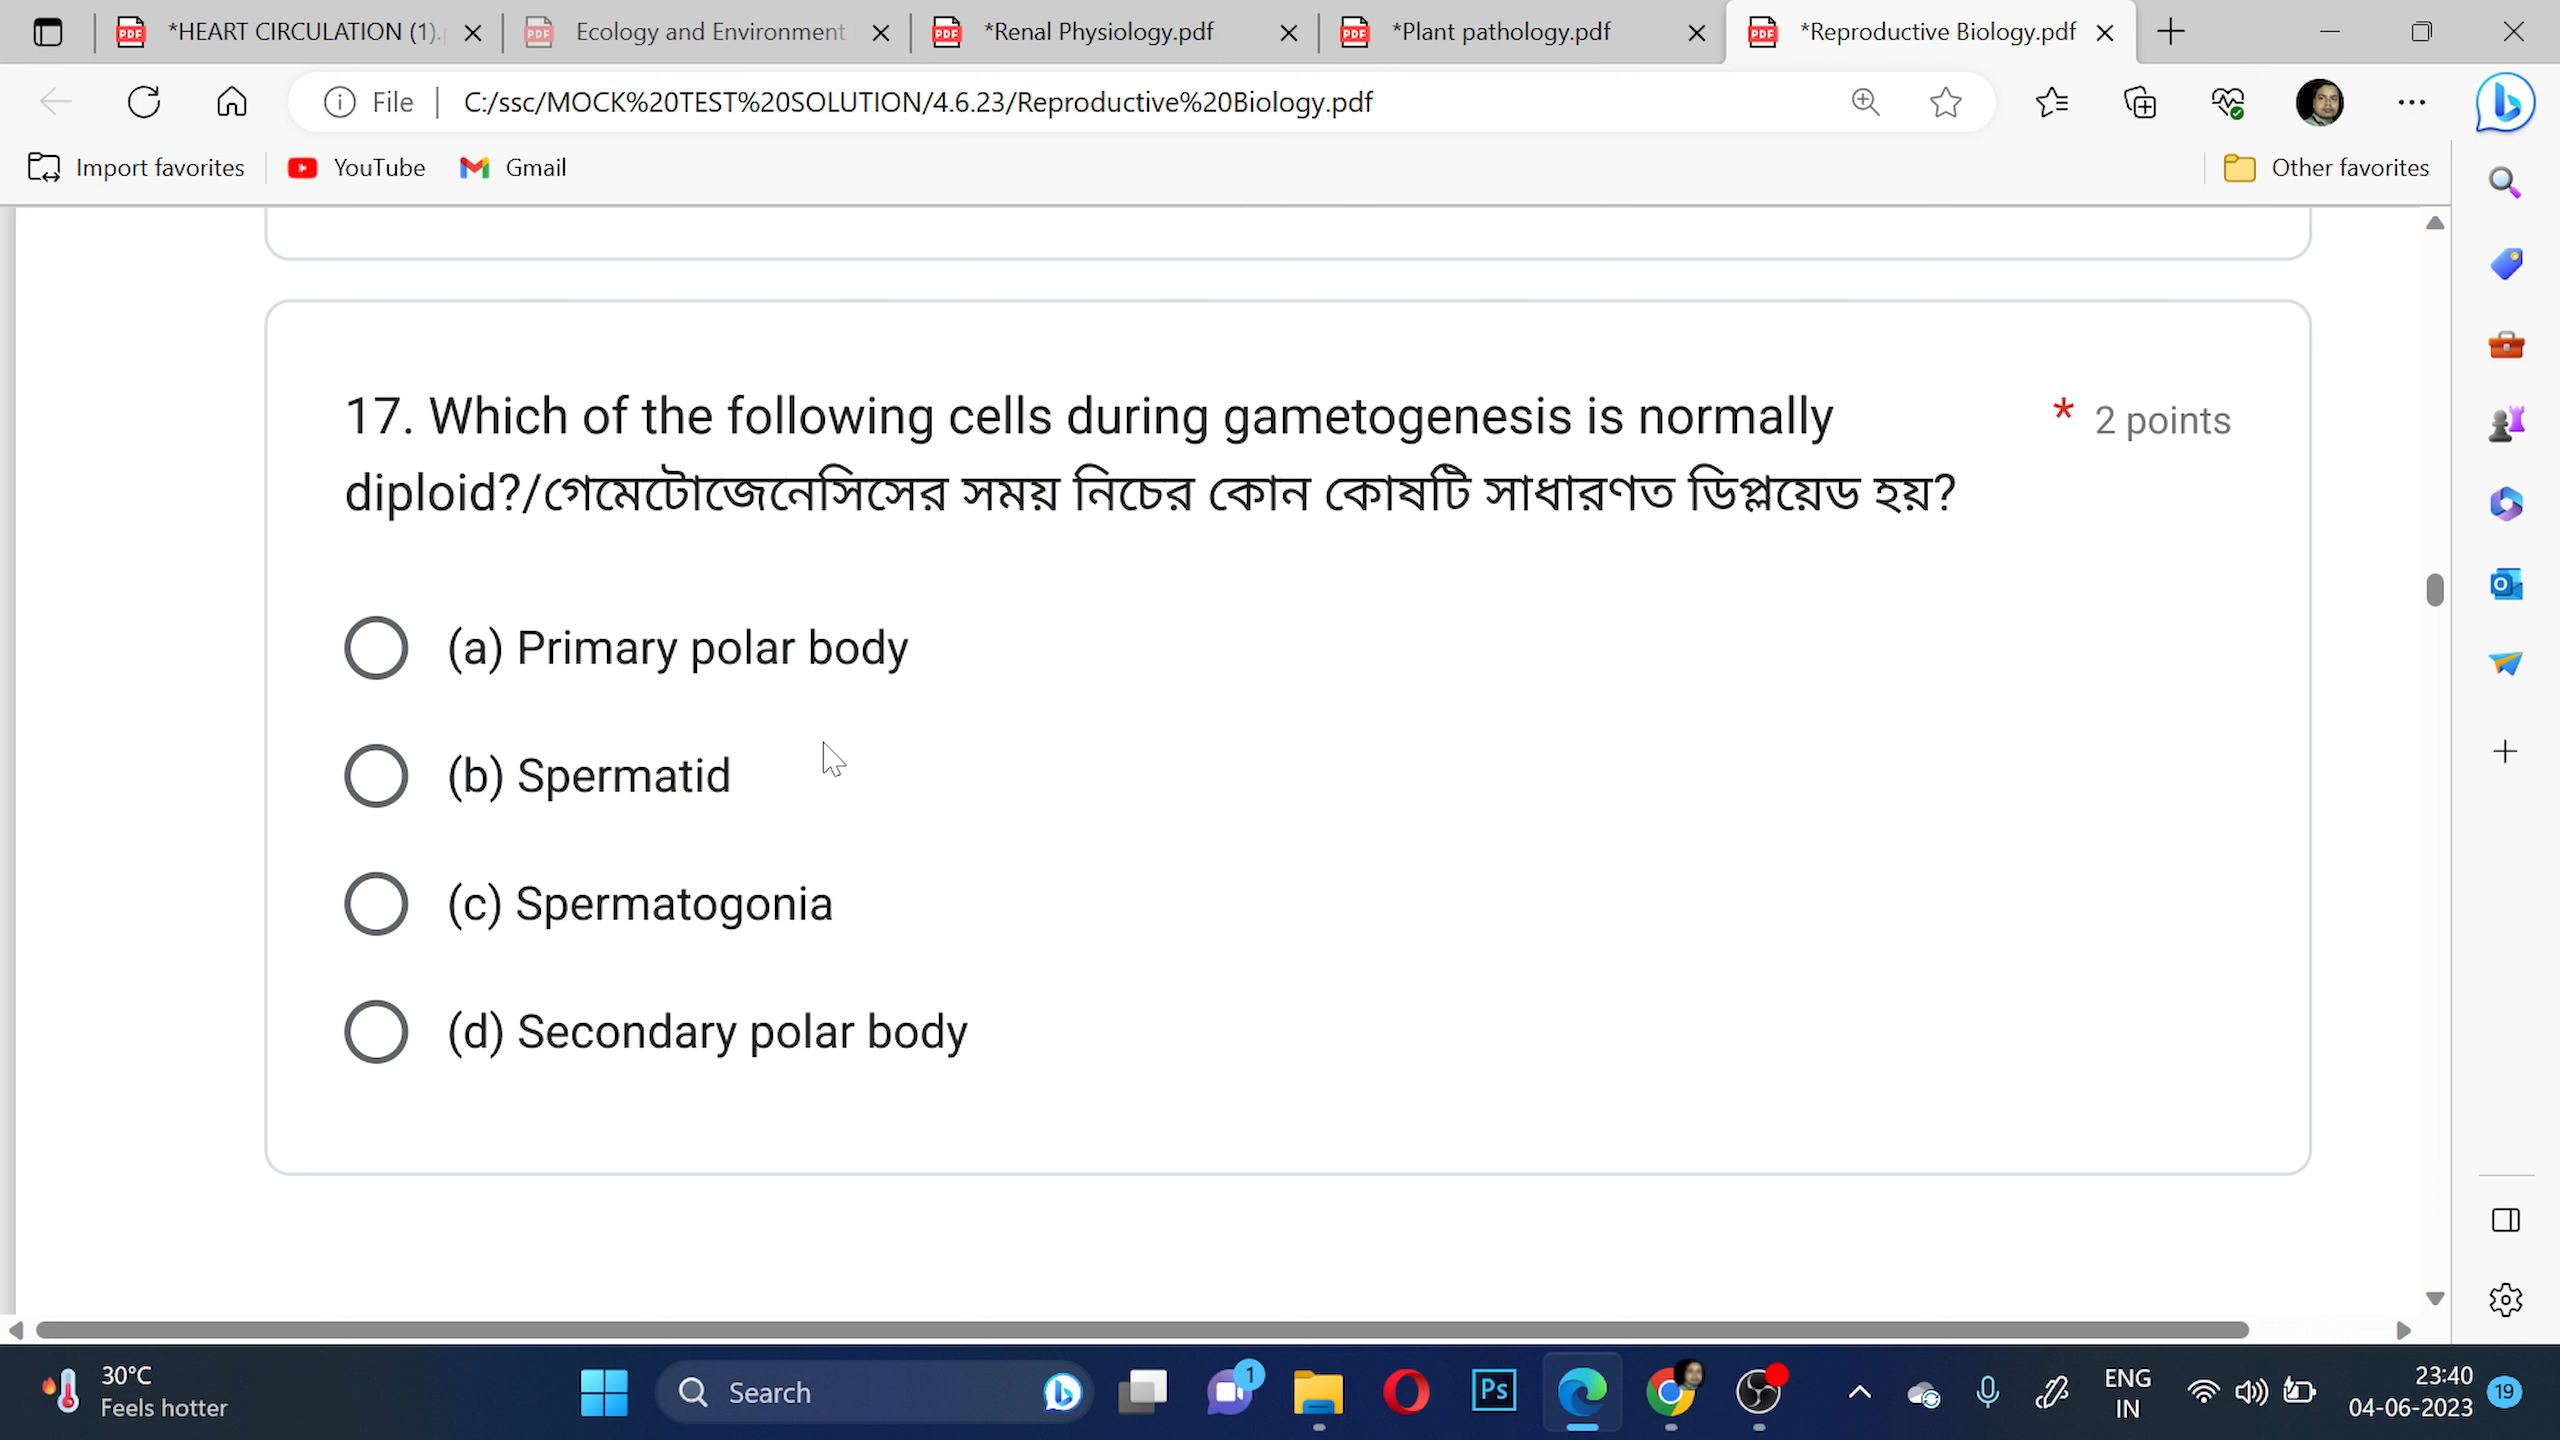 *HEART CIRCULATION (1).
Ecology and Environment
*Renal Physiology.pdf
*Plant pathology.pdf
*Reproductive Biology.pdf
File
C:/ssc/MOCK%20TEST%20SOLUTION/4.6.23/Reproductive%20Biology.pdf
Import favorites
YouTube
Gmail
Other favorites
17. Which of the following cells during gametogenesis is normally
* 2 points
diploid?/গেমেটোজেনেসিসের সময় নিচের কোন কোষটি সাধারণত ডিপ্লয়েড হয়?
(a) Primary polar body
(b) Spermatid
(c) Spermatogonia
(d) Secondary polar body
30°C
Feels hotter
Search
1
Ps
ENG
IN
23:40
04-06-2023
19